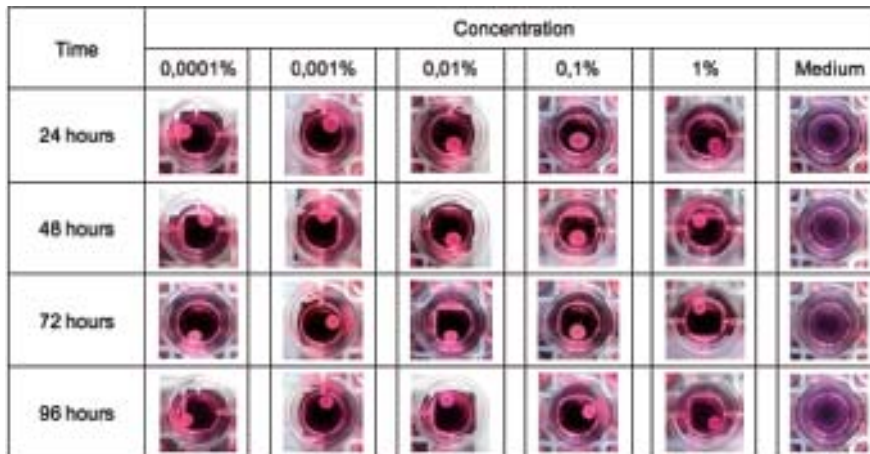 Concentration
Time
0,0001% 0,001% 0,01% 0,1% 1% Medium
24 hours
48 hours
72 hours
96 hours